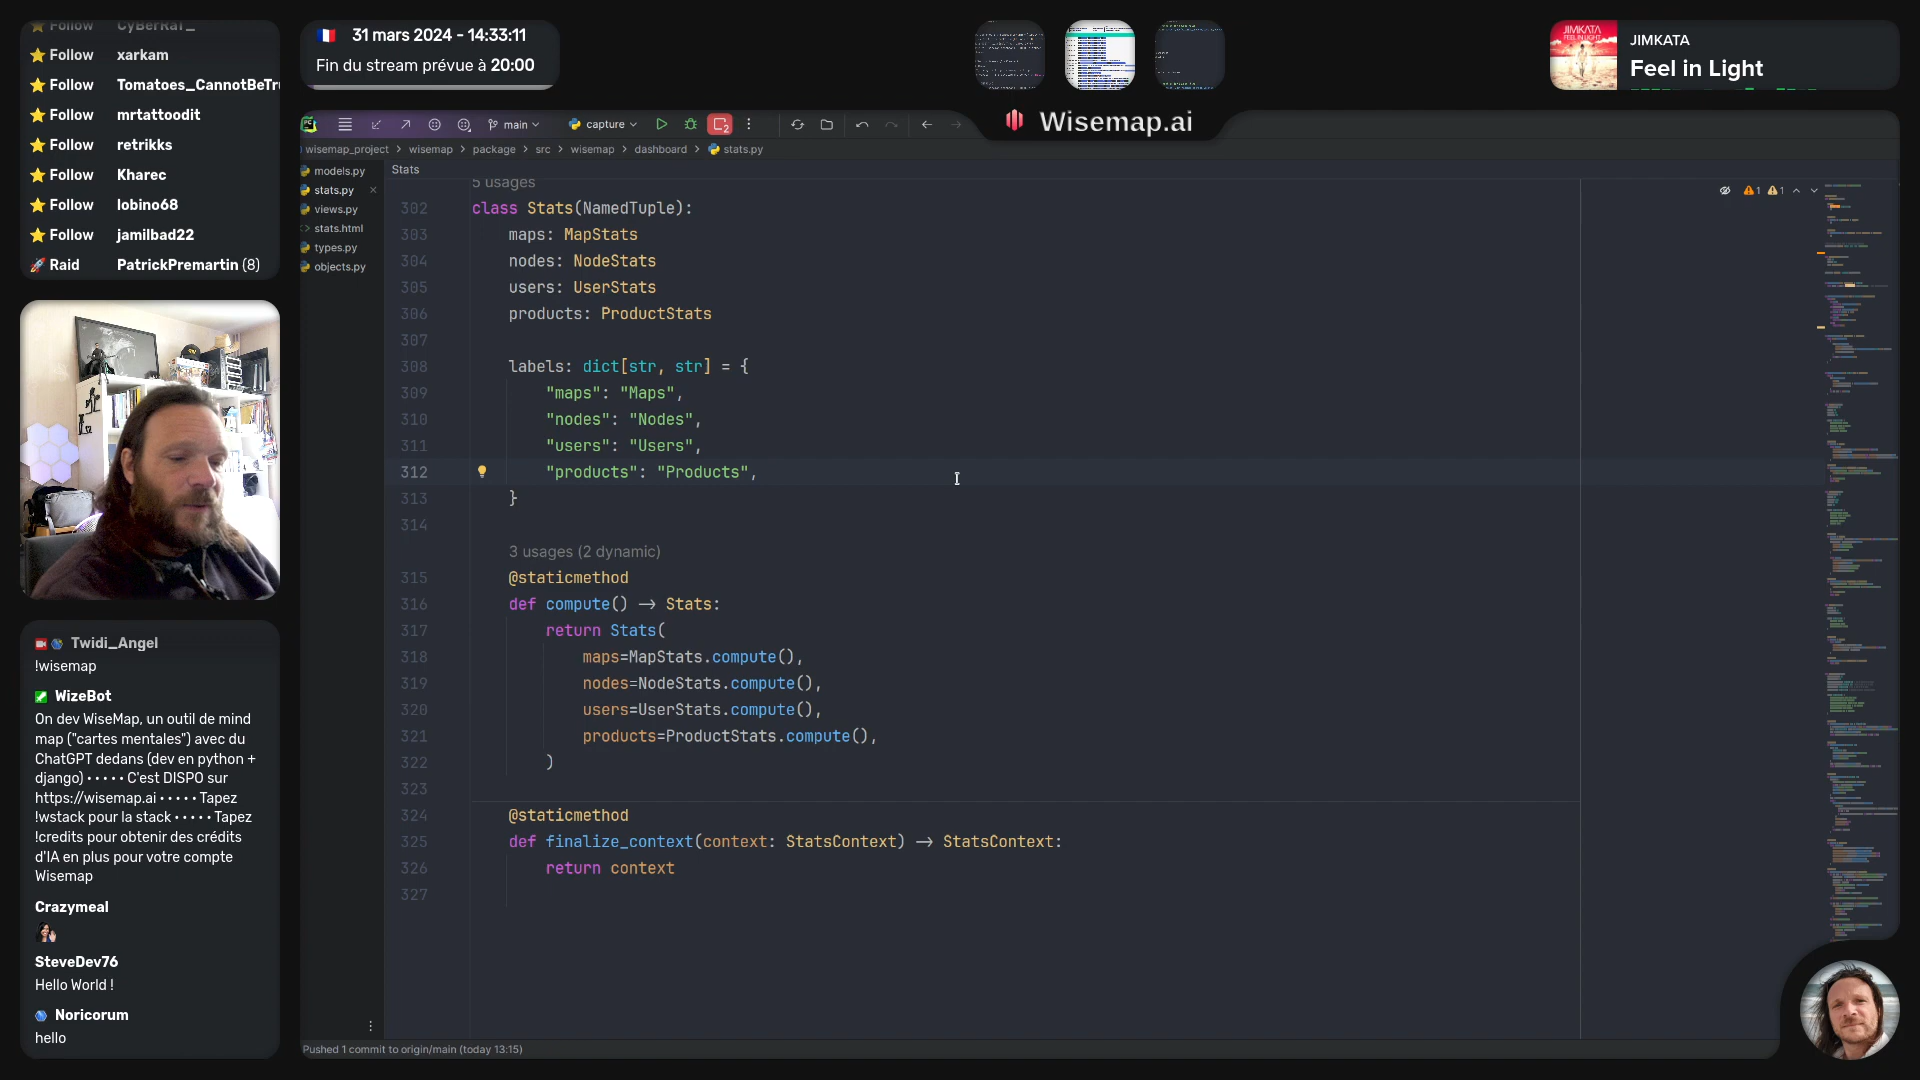 Follow CyBerRaT_
Follow xarkam
Follow Tomatoes_CannotBeTr
Follow mrtattoodit
Follow retrikks
Follow Kharec
Follow lobino68
Follow jamilbad22
Raid PatrickPremartin (8)
31 mars 2024 - 14:33:11
Fin du stream prévue à 20:00
JIMKATA
Feel in Light
Wisemap.ai
main
capture
wisemap_project > wisemap > package > src > wisemap > dashboard > stats.py
models.py
stats.py
views.py
stats.html
types.py
objects.py
Stats
5 usages
302 class Stats(NamedTuple):
303 maps: MapStats
304 nodes: NodeStats
305 users: UserStats
306 products: ProductStats
307
308 labels: dict[str, str] = {
309 "maps": "Maps",
310 "nodes": "Nodes",
311 "users": "Users",
312 "products": "Products",
313 }
314
3 usages (2 dynamic)
315 @staticmethod
316 def compute() -> Stats:
317 return Stats(
318 maps=MapStats.compute(),
319 nodes=NodeStats.compute(),
320 users=UserStats.compute(),
321 products=ProductStats.compute(),
322 )
323
324 @staticmethod
325 def finalize_context(context: StatsContext) -> StatsContext:
326 return context
327
1 1
Twidi_Angel
!wisemap
WizeBot
On dev WiseMap, un outil de mind
map ("cartes mentales") avec du
ChatGPT dedans (dev en python +
django) • • • • • C'est DISPO sur
https://wisemap.ai • • • • • Tapez
!wstack pour la stack • • • • • Tapez
!credits pour obtenir des crédits
d'IA en plus pour votre compte
Wisemap
Crazymeal
SteveDev76
Hello World !
Noricorum
hello
Pushed 1 commit to origin/main (today 13:15)